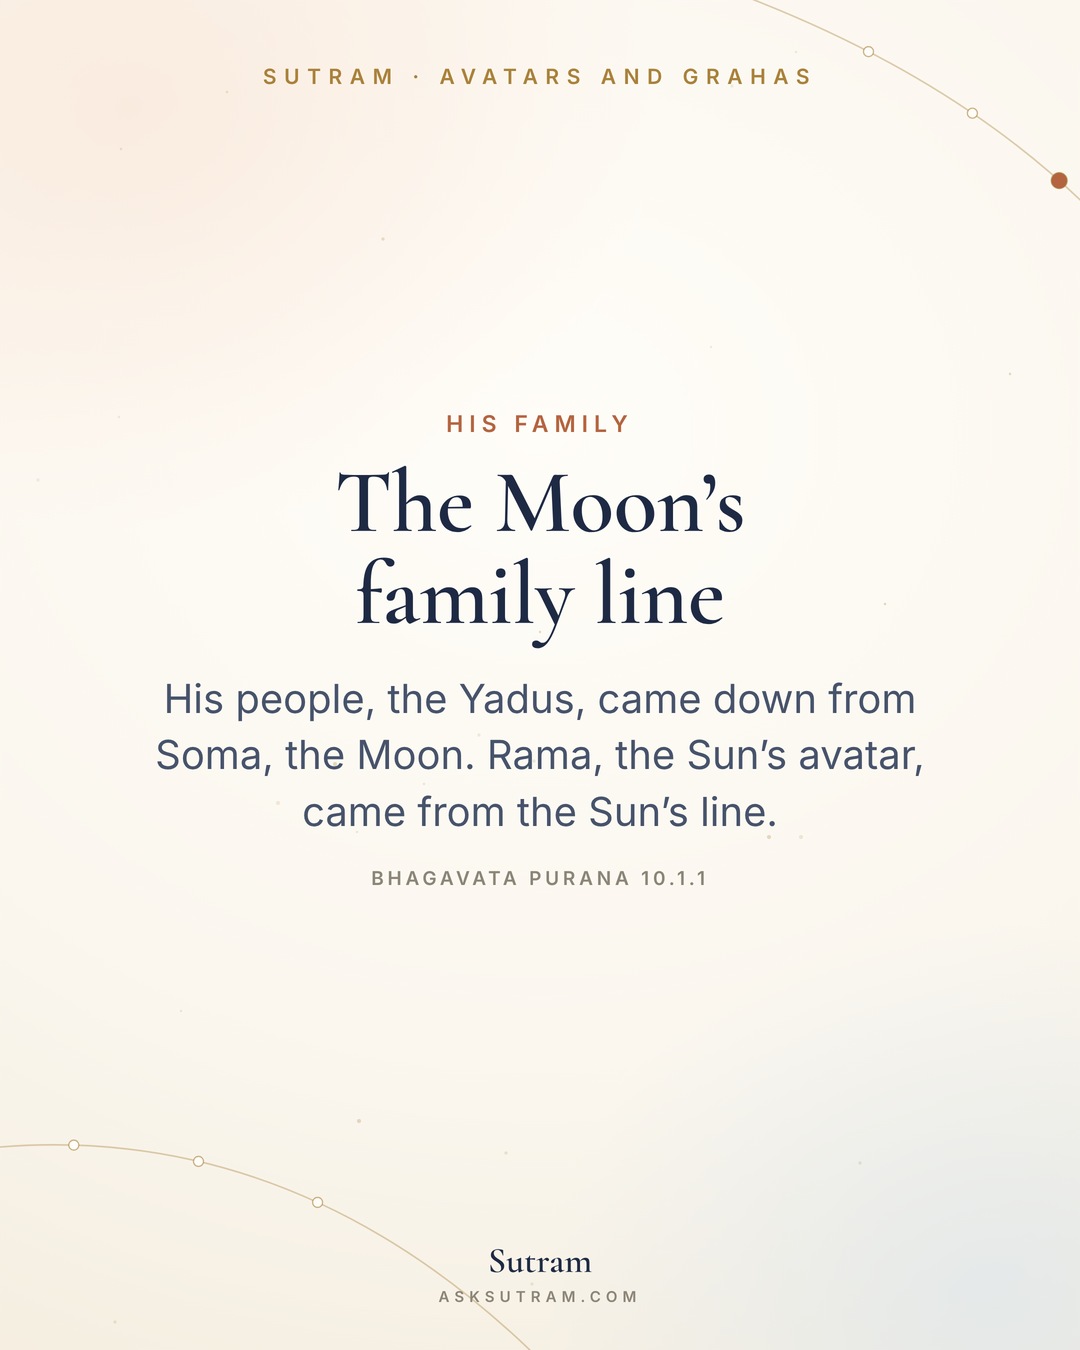 SUTRAM · AVATARS AND GRAHAS
HIS FAMILY
The Moon’s
family line
His people, the Yadus, came down from
Soma, the Moon. Rama, the Sun’s avatar,
came from the Sun’s line.
BHAGAVATA PURANA 10.1.1
Sutram
ASKSUTRAM.COM